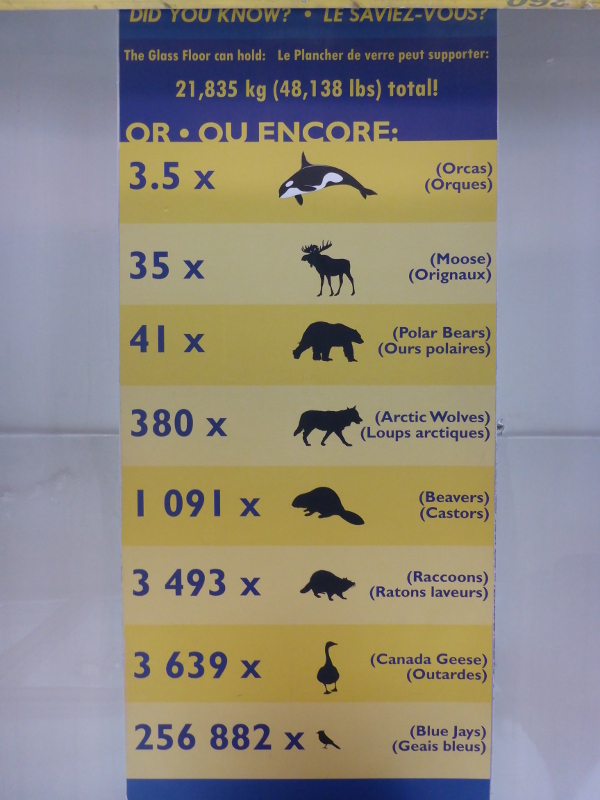 DID YOU KNOW? • LE SAVIEZ-VOUS?
The Glass Floor can hold: Le Plancher de verre peut supporter:
21,835 kg (48,138 lbs) total!
OR • OU ENCORE:
3.5 x (Orcas)
(Orques)
35 x (Moose)
(Orignaux)
41 x (Polar Bears)
(Ours polaires)
380 x (Arctic Wolves)
(Loups arctiques)
1 091 x (Beavers)
(Castors)
3 493 x (Raccoons)
(Ratons laveurs)
3 639 x (Canada Geese)
(Outardes)
256 882 x (Blue Jays)
(Geais bleus)